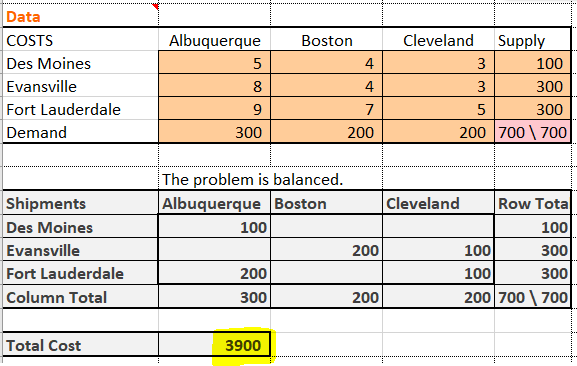 Data
COSTS Albuquerque Boston Cleveland Supply
Des Moines 5 4 3 100
Evansville 8 4 3 300
Fort Lauderdale 9 7 5 300
Demand 300 200 200 700 \ 700
The problem is balanced.
Shipments Albuquerque Boston Cleveland Row Tota
Des Moines 100 100
Evansville 200 100 300
Fort Lauderdale 200 100 300
Column Total 300 200 200 700 \ 700
Total Cost 3900